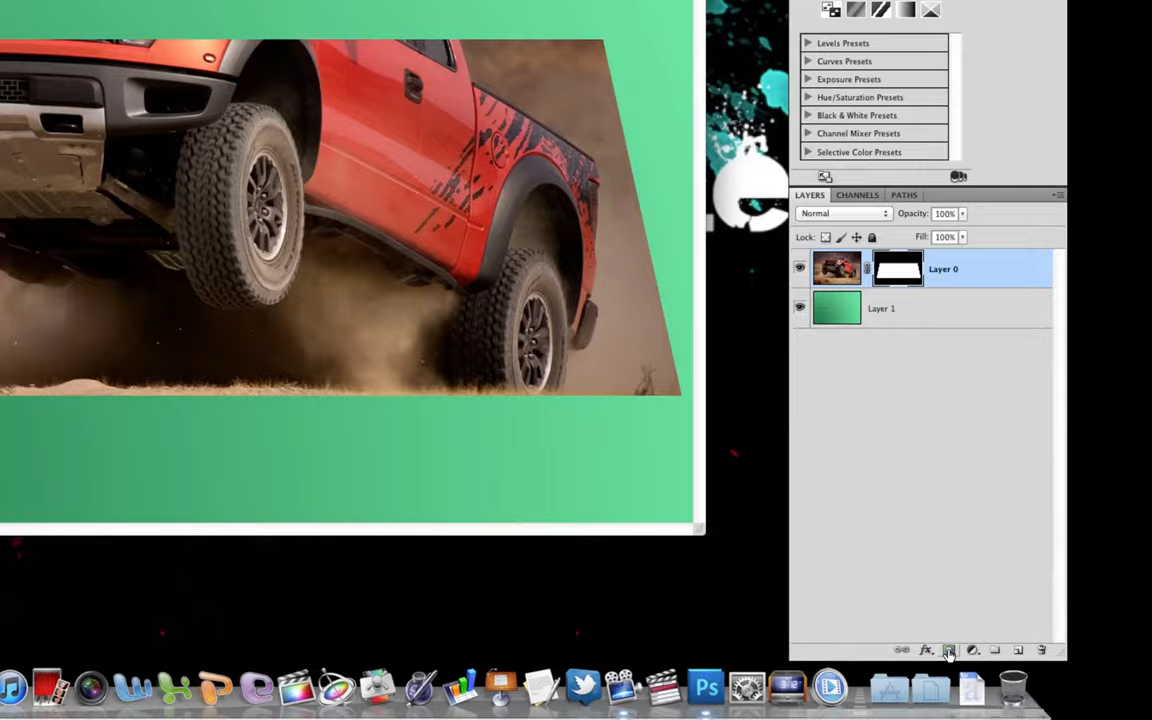 Levels Presets
Curves Presets
Exposure Presets
Hue/Saturation Presets
Black & White Presets
Channel Mixer Presets
Selective Color Presets
LAYERS CHANNELS PATHS
Normal Opacity: 100%
Lock: Fill: 100%
Layer 0
Layer 1
fx
Ps